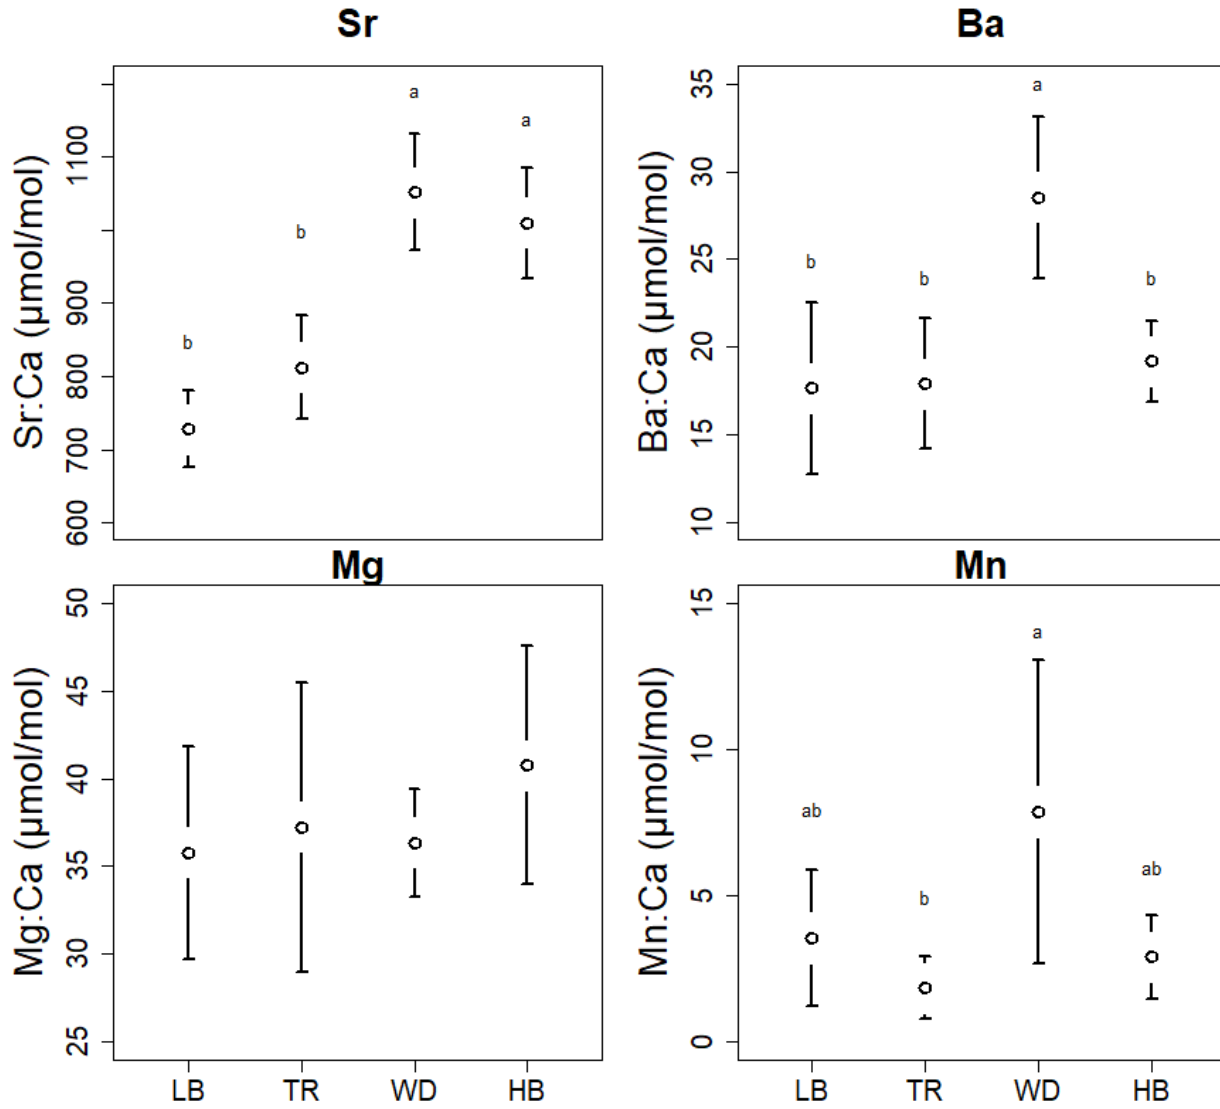 Sr
Sr:Ca (µmol/mol)
1100
900
800
700
600
b
b
a
a
Ba
Ba:Ca (µmol/mol)
35
30
25
20
15
10
b
b
a
b
Mg
Mg:Ca (µmol/mol)
50
45
40
35
30
25
LB
TR
WD
HB
Mn
Mn:Ca (µmol/mol)
15
10
5
0
ab
b
a
ab
LB
TR
WD
HB